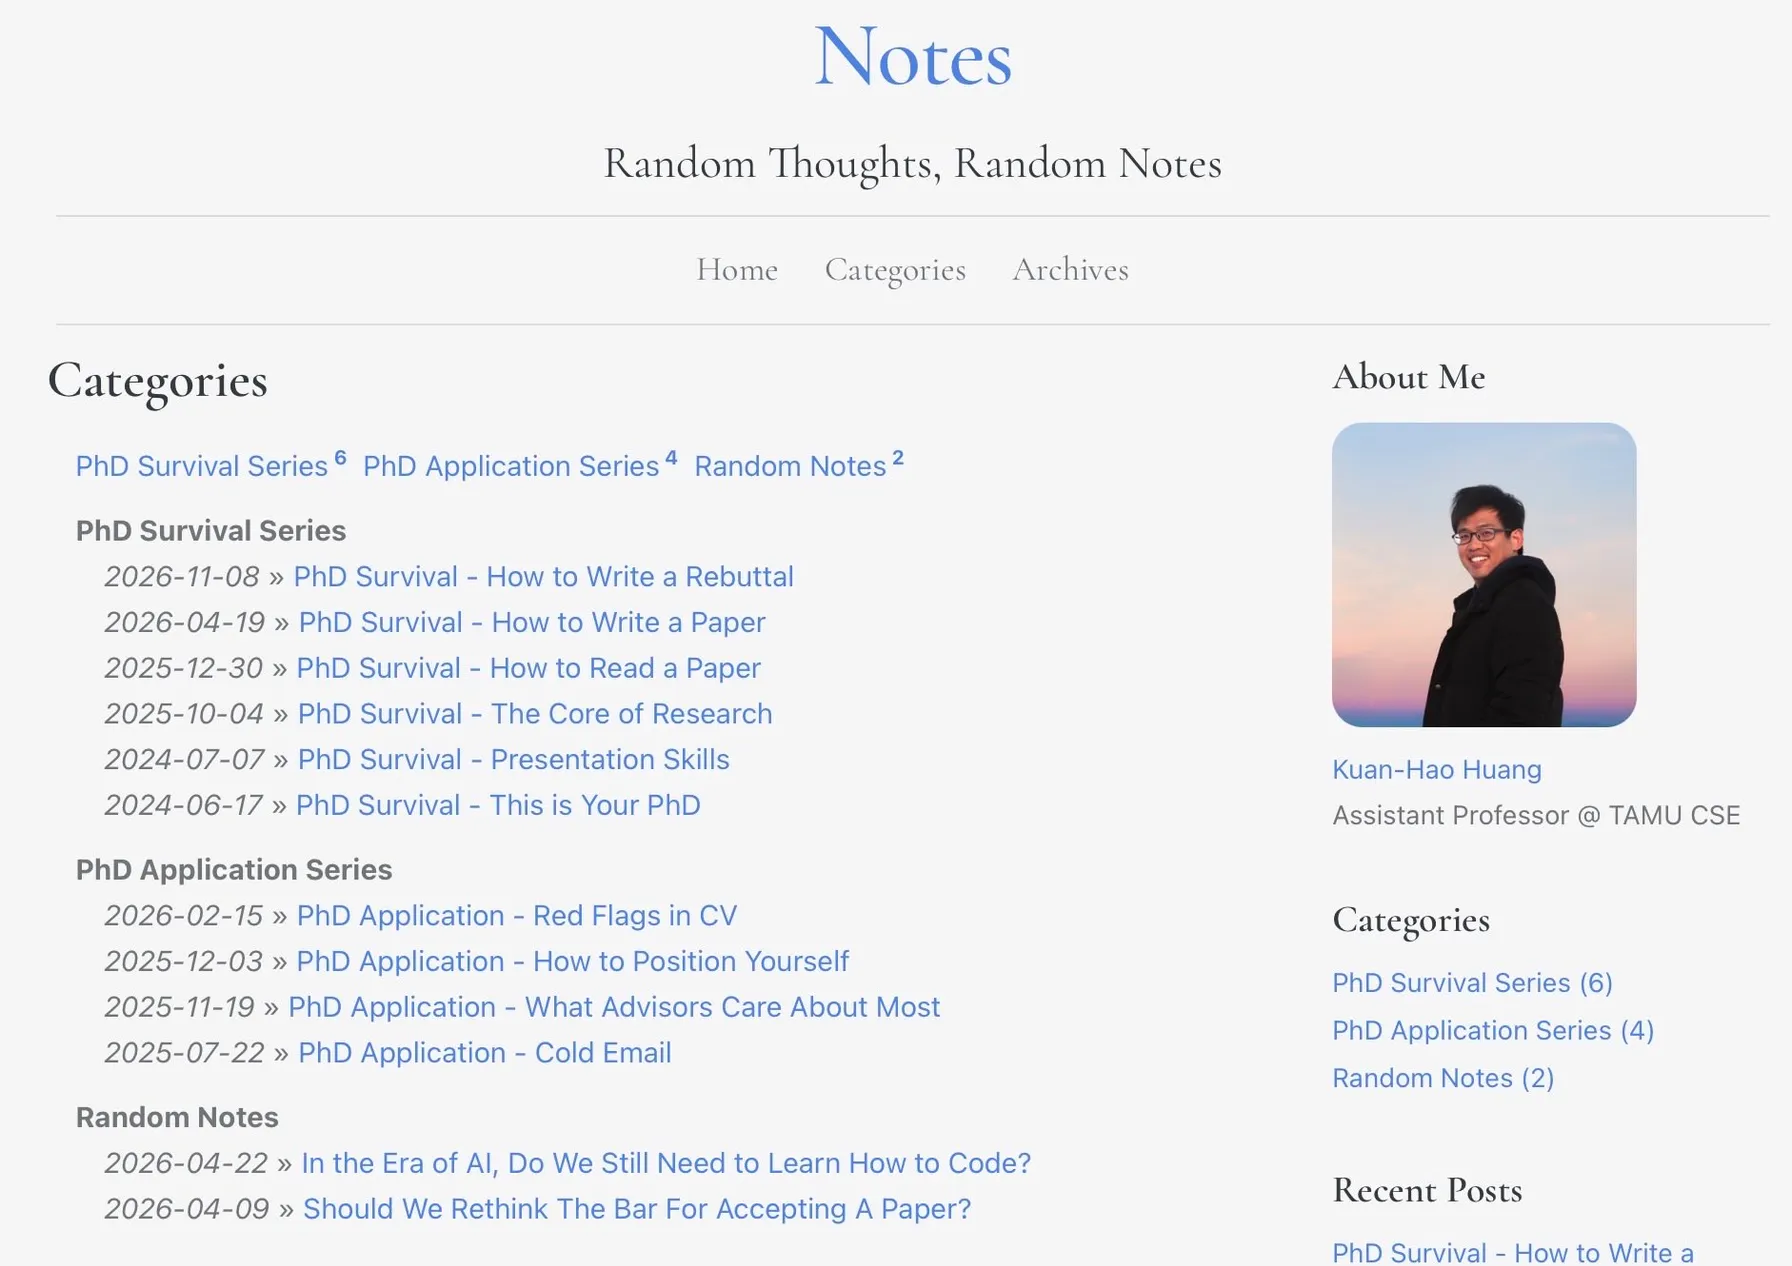 Notes
Random Thoughts, Random Notes
Home Categories Archives
Categories
PhD Survival Series 6 PhD Application Series 4 Random Notes 2
PhD Survival Series
2026-11-08 » PhD Survival - How to Write a Rebuttal
2026-04-19 » PhD Survival - How to Write a Paper
2025-12-30 » PhD Survival - How to Read a Paper
2025-10-04 » PhD Survival - The Core of Research
2024-07-07 » PhD Survival - Presentation Skills
2024-06-17 » PhD Survival - This is Your PhD
PhD Application Series
2026-02-15 » PhD Application - Red Flags in CV
2025-12-03 » PhD Application - How to Position Yourself
2025-11-19 » PhD Application - What Advisors Care About Most
2025-07-22 » PhD Application - Cold Email
Random Notes
2026-04-22 » In the Era of AI, Do We Still Need to Learn How to Code?
2026-04-09 » Should We Rethink The Bar For Accepting A Paper?
About Me
Kuan-Hao Huang
Assistant Professor @ TAMU CSE
Categories
PhD Survival Series (6)
PhD Application Series (4)
Random Notes (2)
Recent Posts
PhD Survival - How to Write a